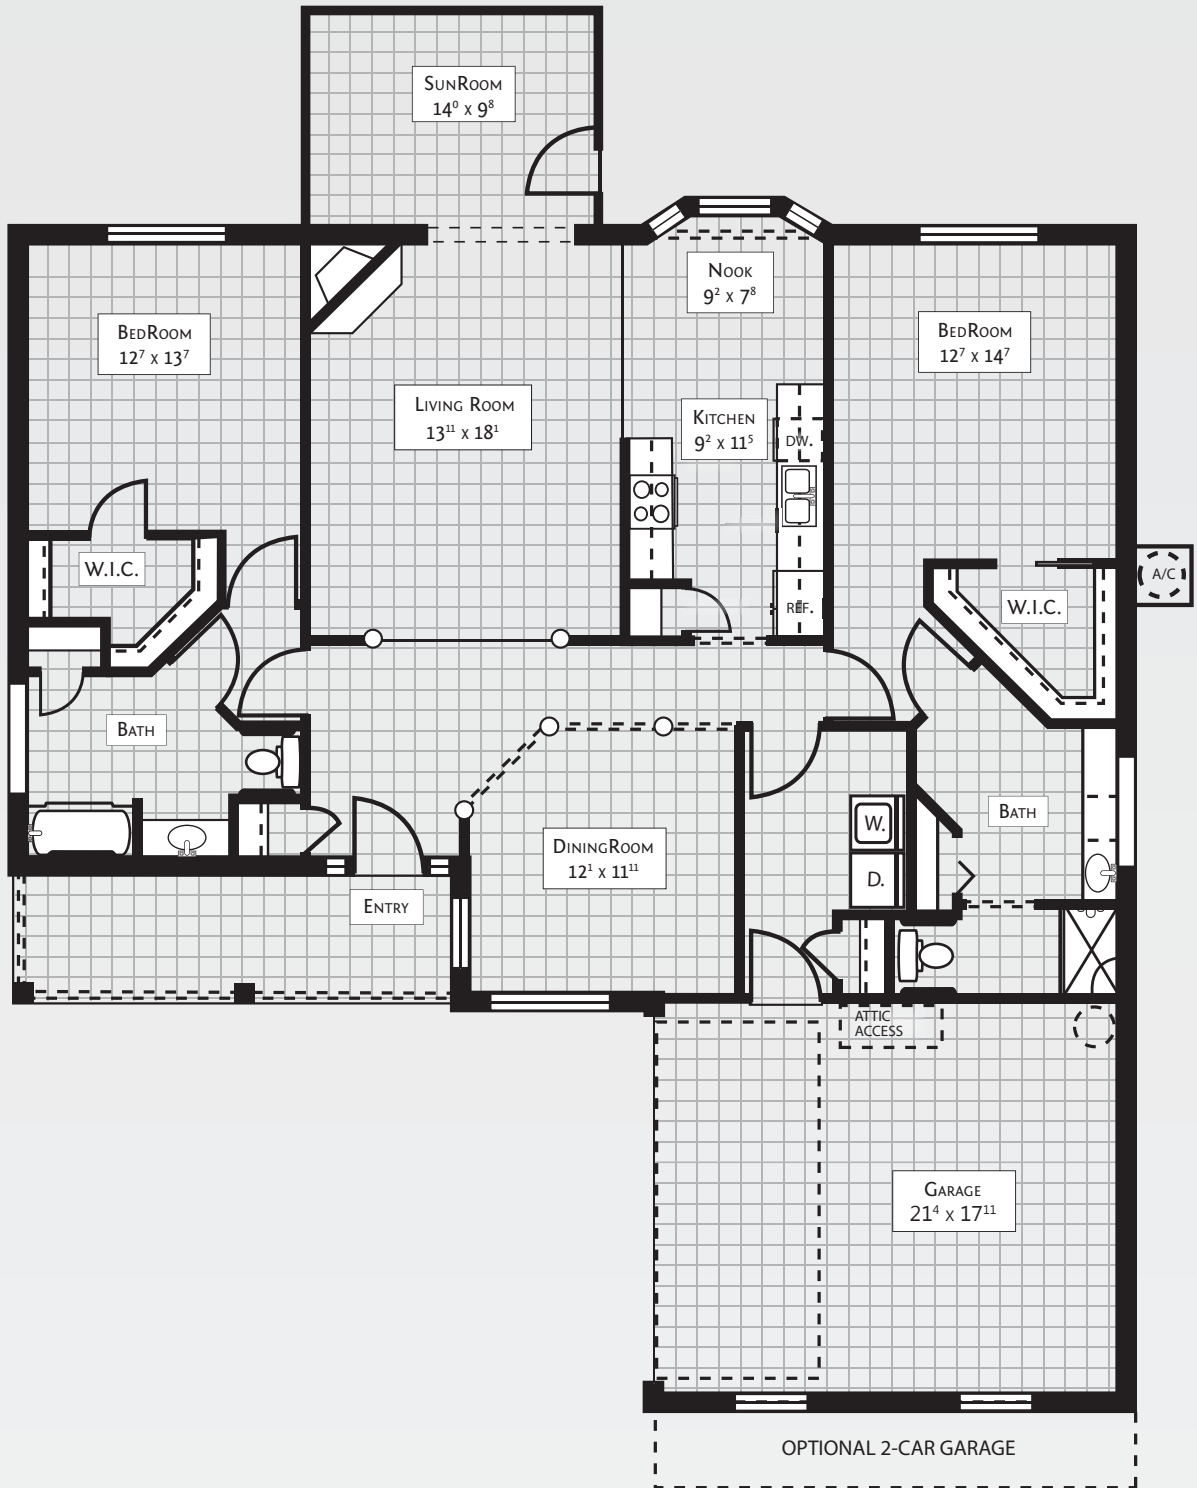 SunRoom
14⁰ x 9⁸
Nook
9² x 7⁸
BedRoom
12⁷ x 13⁷
BedRoom
12⁷ x 14⁷
Living Room
13¹¹ x 18¹
Kitchen
9² x 11⁵
DW.
W.I.C.
A/C
W.I.C.
REF.
Bath
Bath
W.
DiningRoom
12¹ x 11¹¹
D.
Entry
ATTIC
ACCESS
Garage
21⁴ x 17¹¹
OPTIONAL 2-CAR GARAGE